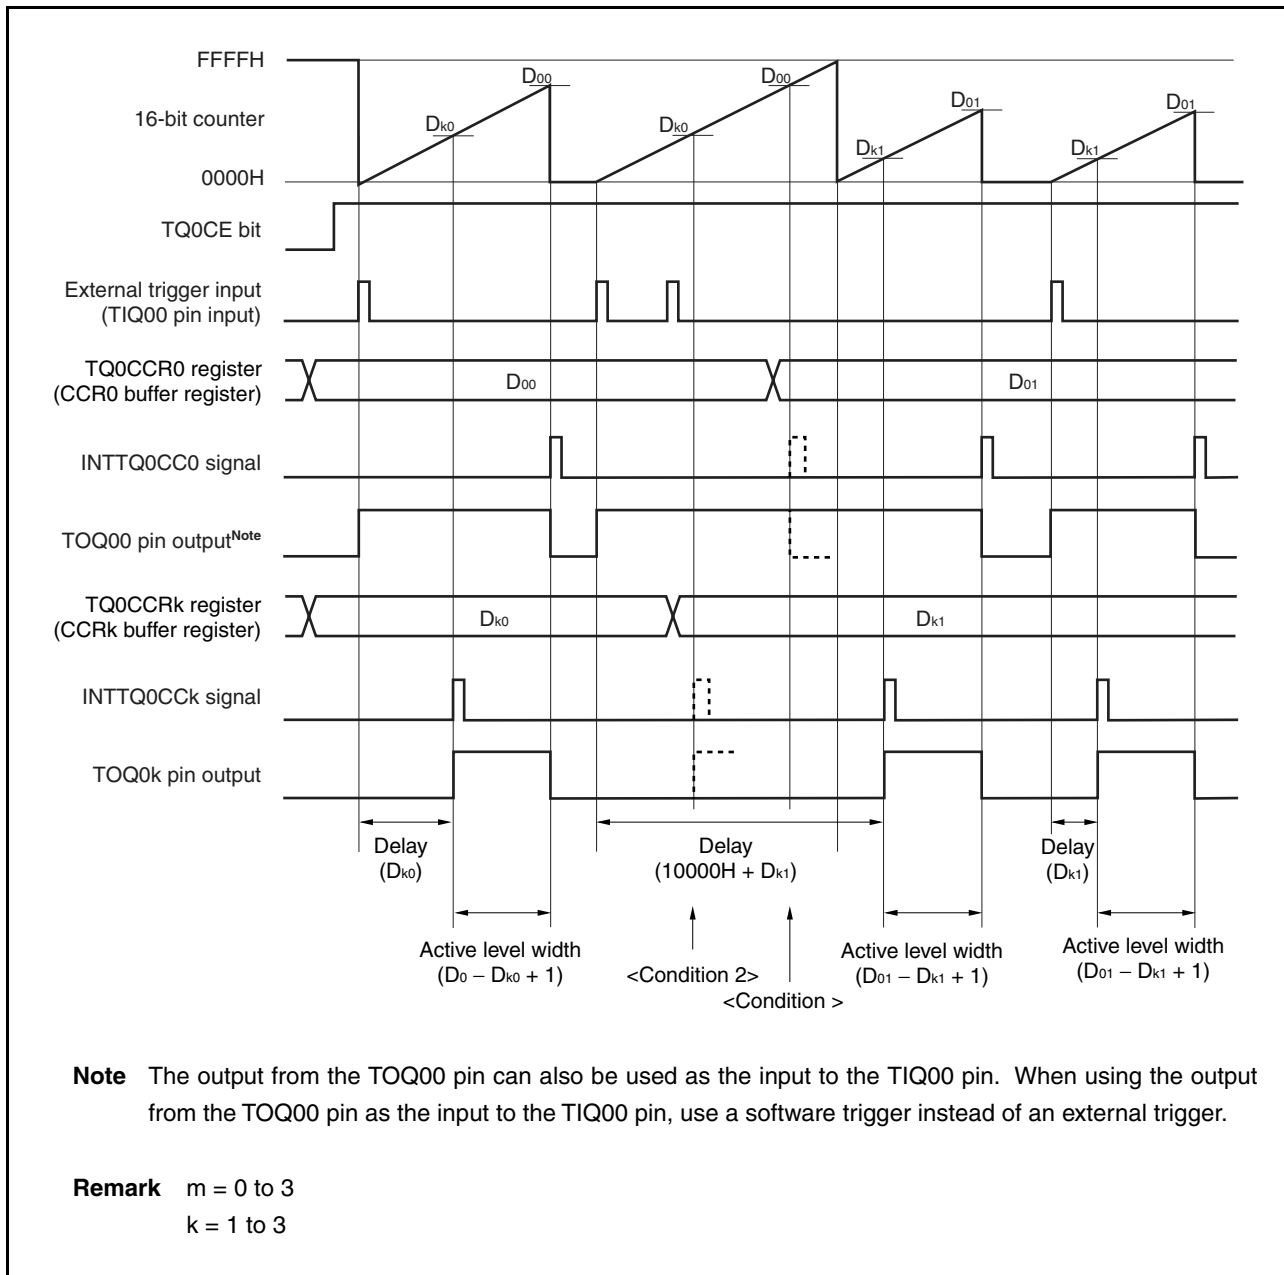 FFFFH
16-bit counter
0000H
Dk0
D00
Dk0
D00
Dk1
D01
Dk1
D01
TQ0CE bit
External trigger input
(TIQ00 pin input)
TQ0CCR0 register
(CCR0 buffer register)
D00
D01
INTTQ0CC0 signal
TOQ00 pin outputNote
TQ0CCRk register
(CCRk buffer register)
Dk0
Dk1
INTTQ0CCk signal
TOQ0k pin output
Delay
(Dk0)
Delay
(10000H + Dk1)
Delay
(Dk1)
Active level width
(D0 − Dk0 + 1)
<Condition 2>
<Condition >
Active level width
(D01 − Dk1 + 1)
Active level width
(D01 − Dk1 + 1)
Note The output from the TOQ00 pin can also be used as the input to the TIQ00 pin. When using the output
from the TOQ00 pin as the input to the TIQ00 pin, use a software trigger instead of an external trigger.
Remark m = 0 to 3
k = 1 to 3